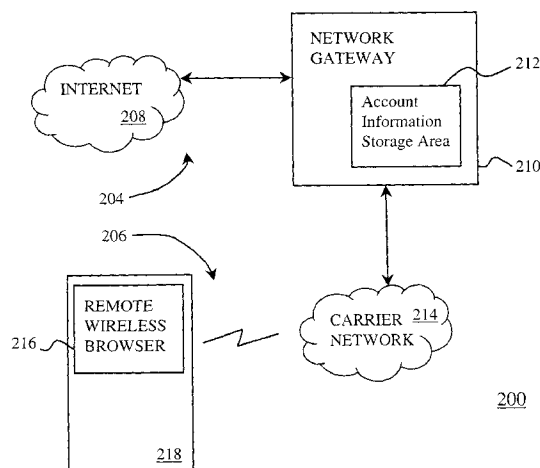 NETWORK
GATEWAY
212
INTERNET
208
Account
Information
Storage Area
210
204
206
REMOTE
WIRELESS
BROWSER
216
CARRIER
NETWORK
214
200
218